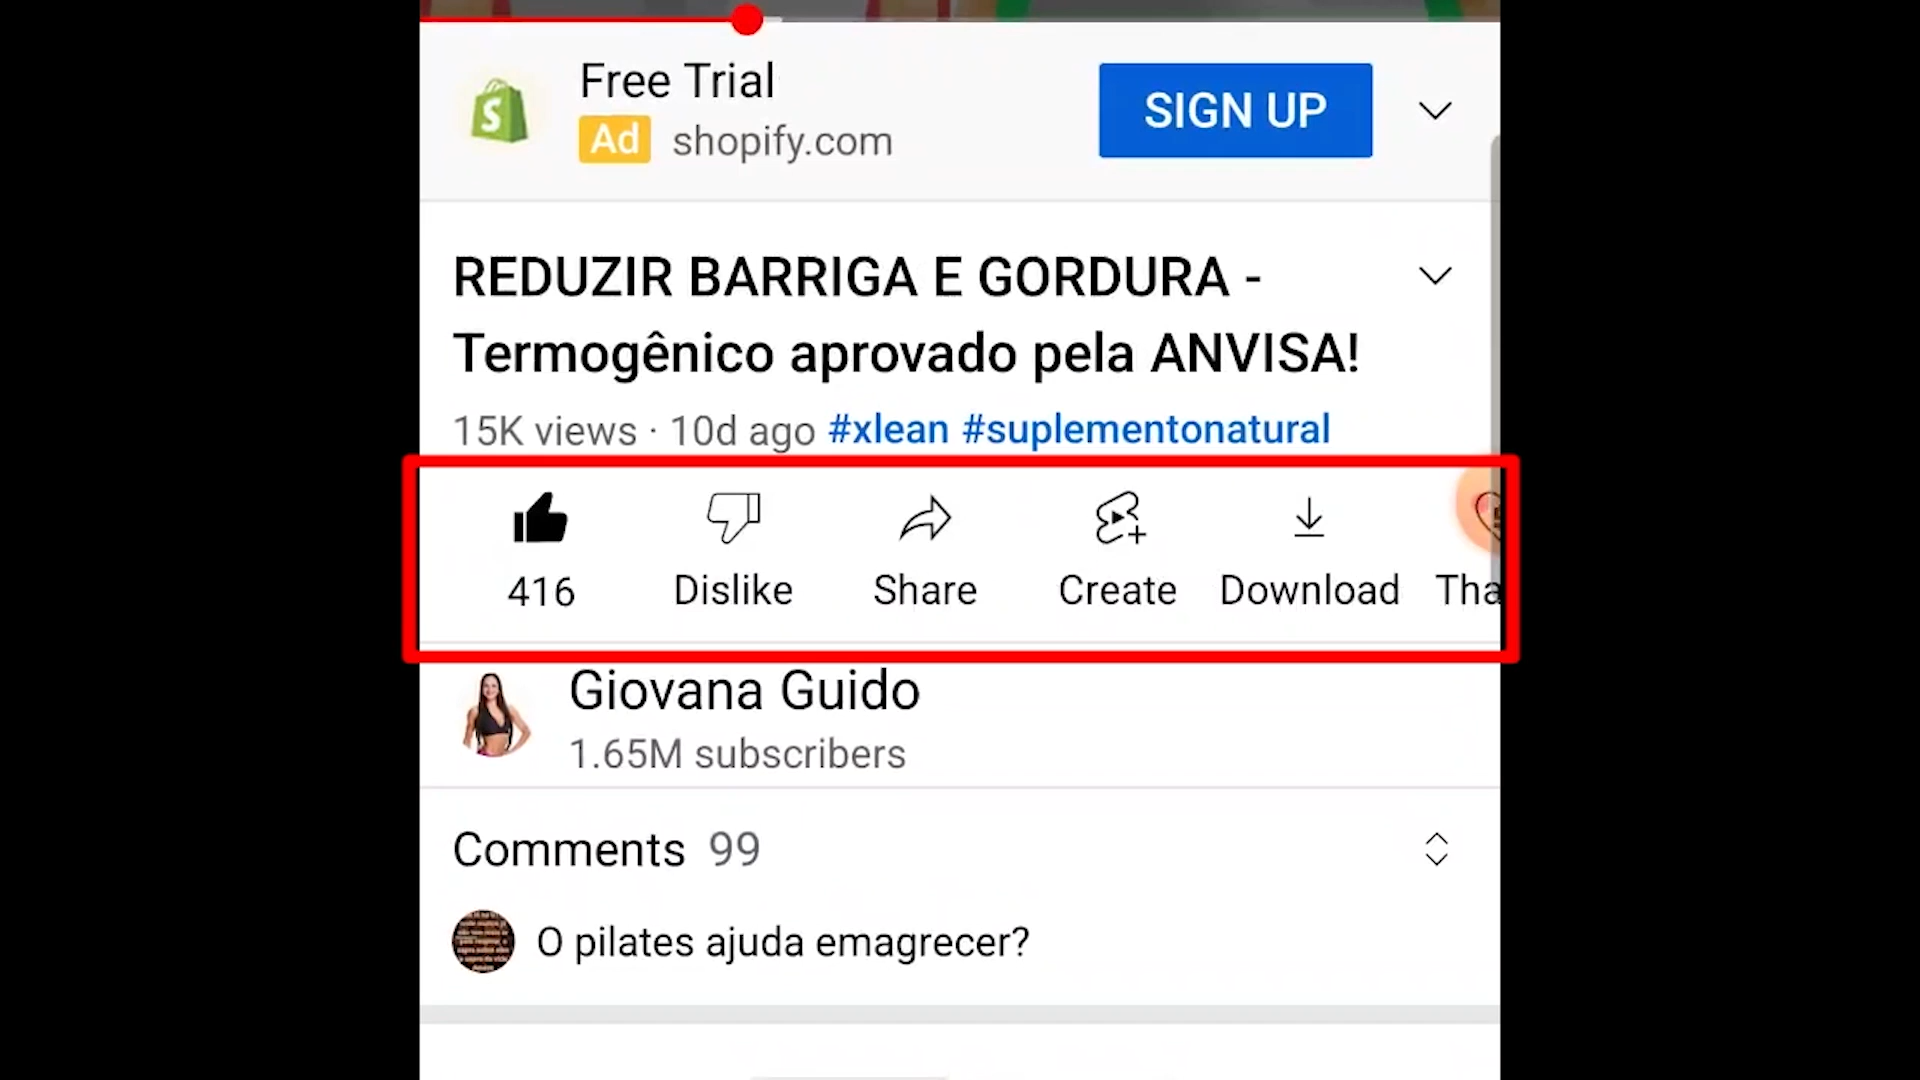 Free Trial
Ad shopify.com
SIGN UP
REDUZIR BARRIGA E GORDURA -
Termogênico aprovado pela ANVISA!
15K views · 10d ago #xlean #suplementonatural
416 Dislike Share Create Download Tha
Giovana Guido
1.65M subscribers
Comments 99
O pilates ajuda emagrecer?